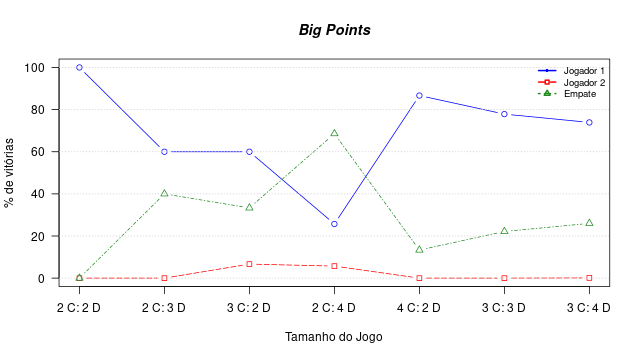 Big Points
% de vitórias
100
80
60
40
20
0
Jogador 1
Jogador 2
Empate
2 C: 2 D 2 C: 3 D 3 C: 2 D 2 C: 4 D 4 C: 2 D 3 C: 3 D 3 C: 4 D
Tamanho do Jogo